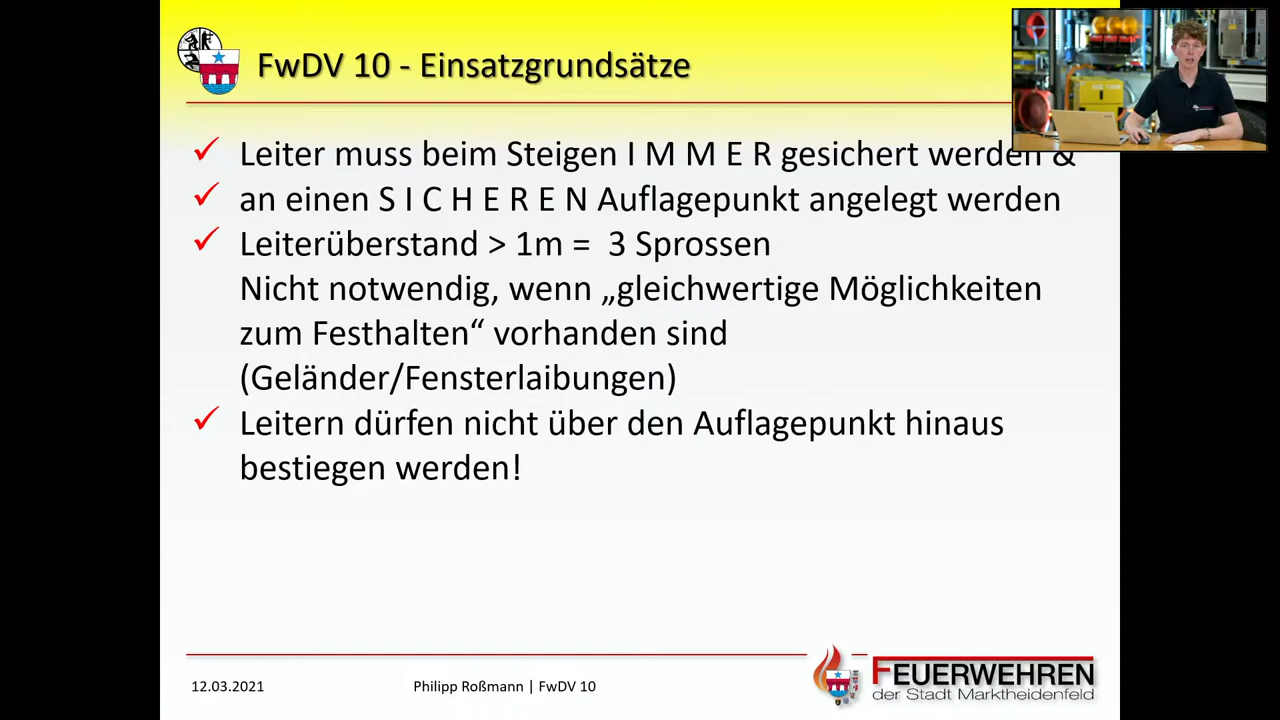 FwDV 10 - Einsatzgrundsätze
✓ Leiter muss beim Steigen I M M E R gesichert werden &
✓ an einen S I C H E R E N Auflagepunkt angelegt werden
✓ Leiterüberstand > 1m = 3 Sprossen
Nicht notwendig, wenn „gleichwertige Möglichkeiten
zum Festhalten“ vorhanden sind
(Geländer/Fensterlaibungen)
✓ Leitern dürfen nicht über den Auflagepunkt hinaus
bestiegen werden!
12.03.2021
Philipp Roßmann | FwDV 10
FEUERWEHREN
der Stadt Marktheidenfeld